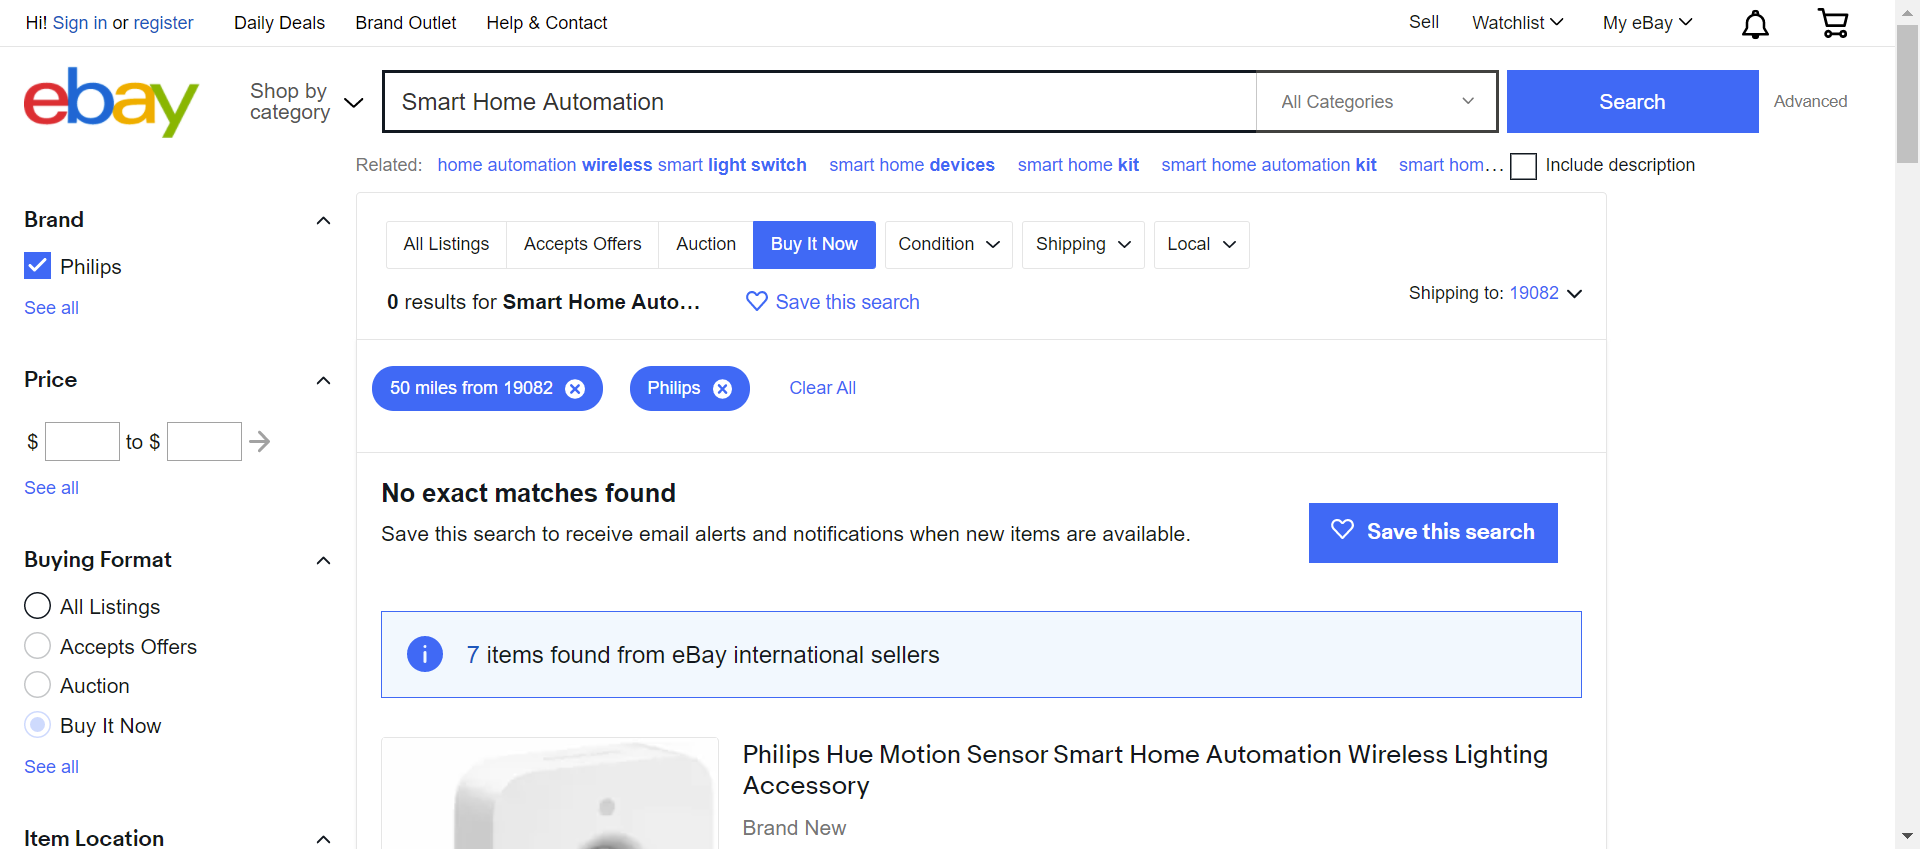 Hi! Sign in or register Daily Deals Brand Outlet Help & Contact Sell Watchlist My eBay
ebay
Shop by category
Smart Home Automation
All Categories
Search
Advanced
Related: home automation wireless smart light switch smart home devices smart home kit smart home automation kit smart hom... Include description
Brand
Philips
See all
Price
$ to $
See all
Buying Format
All Listings
Accepts Offers
Auction
Buy It Now
See all
Item Location
All Listings Accepts Offers Auction Buy It Now Condition Shipping Local
0 results for Smart Home Auto... Save this search
Shipping to: 19082
50 miles from 19082 Philips Clear All
No exact matches found
Save this search to receive email alerts and notifications when new items are available.
Save this search
7 items found from eBay international sellers
Philips Hue Motion Sensor Smart Home Automation Wireless Lighting
Accessory
Brand New